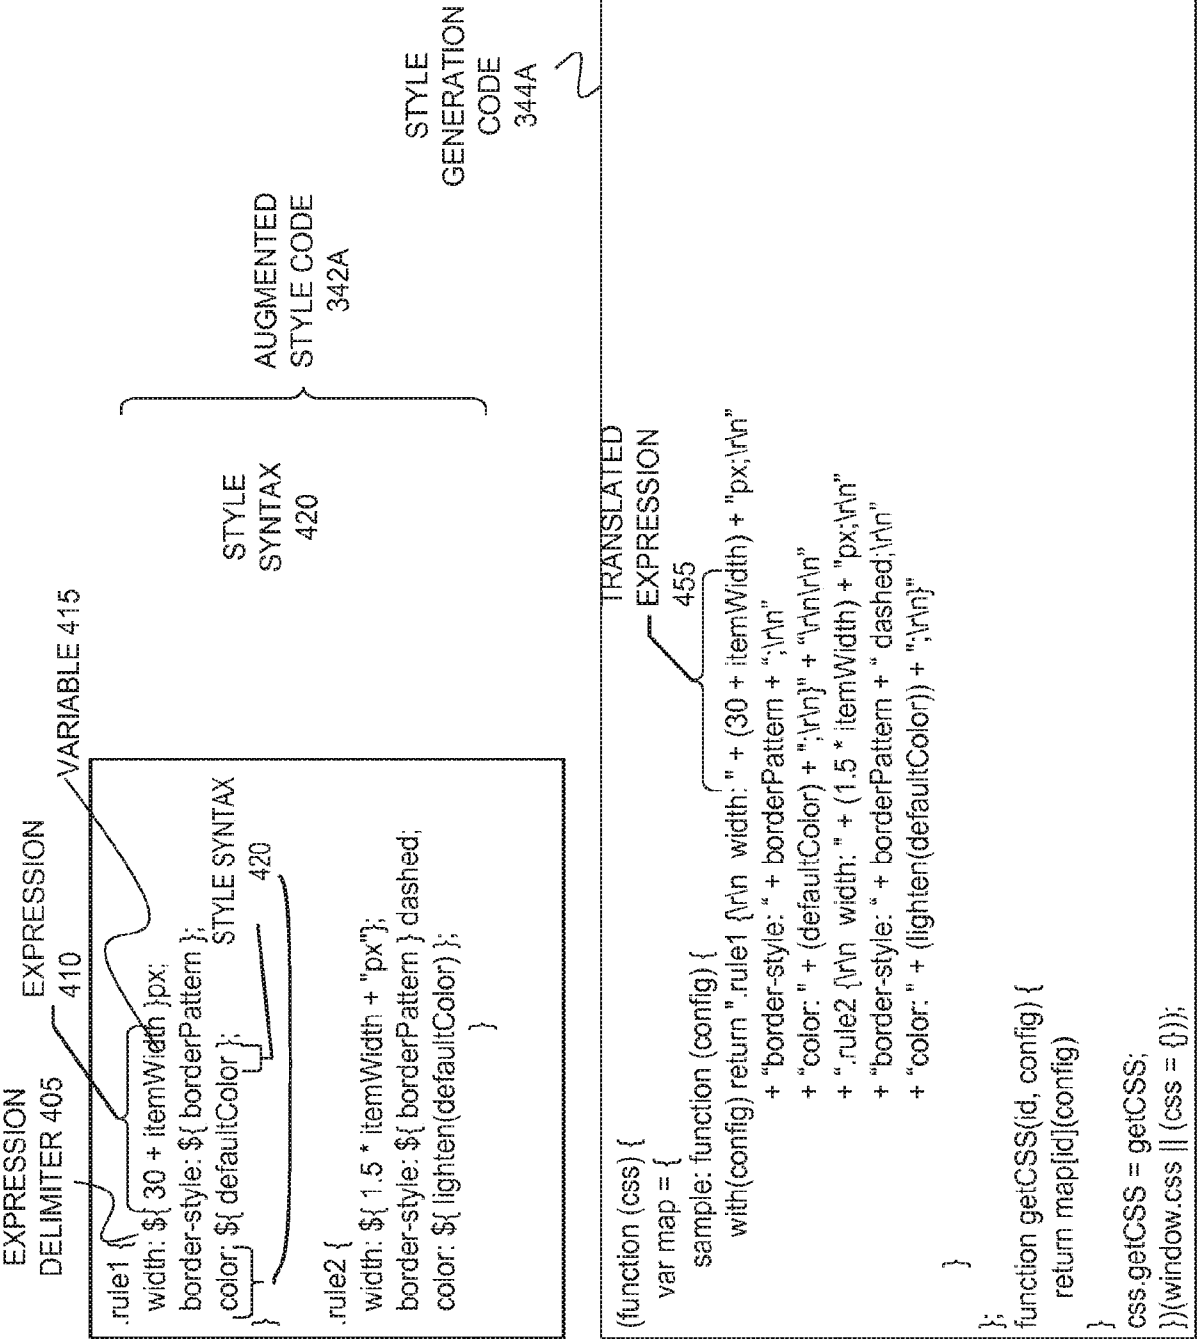 EXPRESSION
DELIMITER 405
EXPRESSION
410
VARIABLE 415
.rule1 {
width: ${ 30 + itemWidth }px;
border-style: ${ borderPattern };
color: ${ defaultColor };
}
STYLE SYNTAX
420
.rule2 {
width: ${ 1.5 * itemWidth + "px"};
border-style: ${ borderPattern } dashed;
color: ${ lighten(defaultColor) };
}
STYLE
SYNTAX
420
AUGMENTED
STYLE CODE
342A
STYLE
GENERATION
CODE
344A
TRANSLATED
EXPRESSION
455
(function (css) {
var map = {
sample: function (config) {
with(config) return ".rule1 {\r\n width: " + (30 + itemWidth) + "px;\r\n"
+ "border-style: " + borderPattern + ";\r\n"
+ "color: " + (defaultColor) + ";\r\n}" + "\r\n\r\n"
+ ".rule2 {\r\n width: " + (1.5 * itemWidth) + "px;\r\n"
+ "border-style: " + borderPattern + " dashed;\r\n"
+ "color: " + (lighten(defaultColor)) + ";\r\n}"
}
};
function getCSS(id, config) {
return map[id](config)
}
css.getCSS = getCSS;
})(window.css || (css = {}));